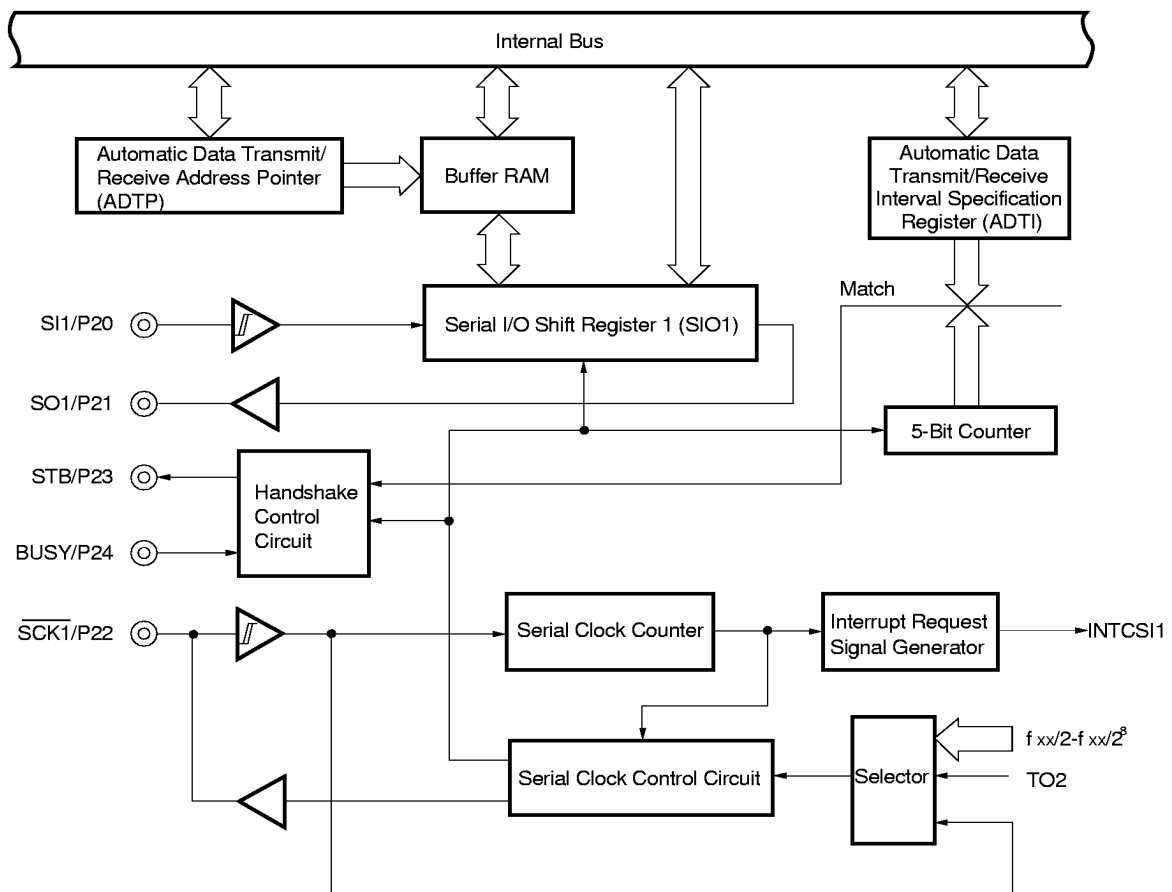 Internal Bus
Automatic Data Transmit/
Receive Address Pointer
(ADTP)
Buffer RAM
Automatic Data
Transmit/Receive
Interval Specification
Register (ADTI)
Match
SI1/P20
Serial I/O Shift Register 1 (SIO1)
SO1/P21
5-Bit Counter
STB/P23
Handshake
Control
Circuit
BUSY/P24
SCK1/P22
Serial Clock Counter
Interrupt Request
Signal Generator
INTCSI1
f xx/2-f xx/2⁸
Serial Clock Control Circuit
Selector
TO2